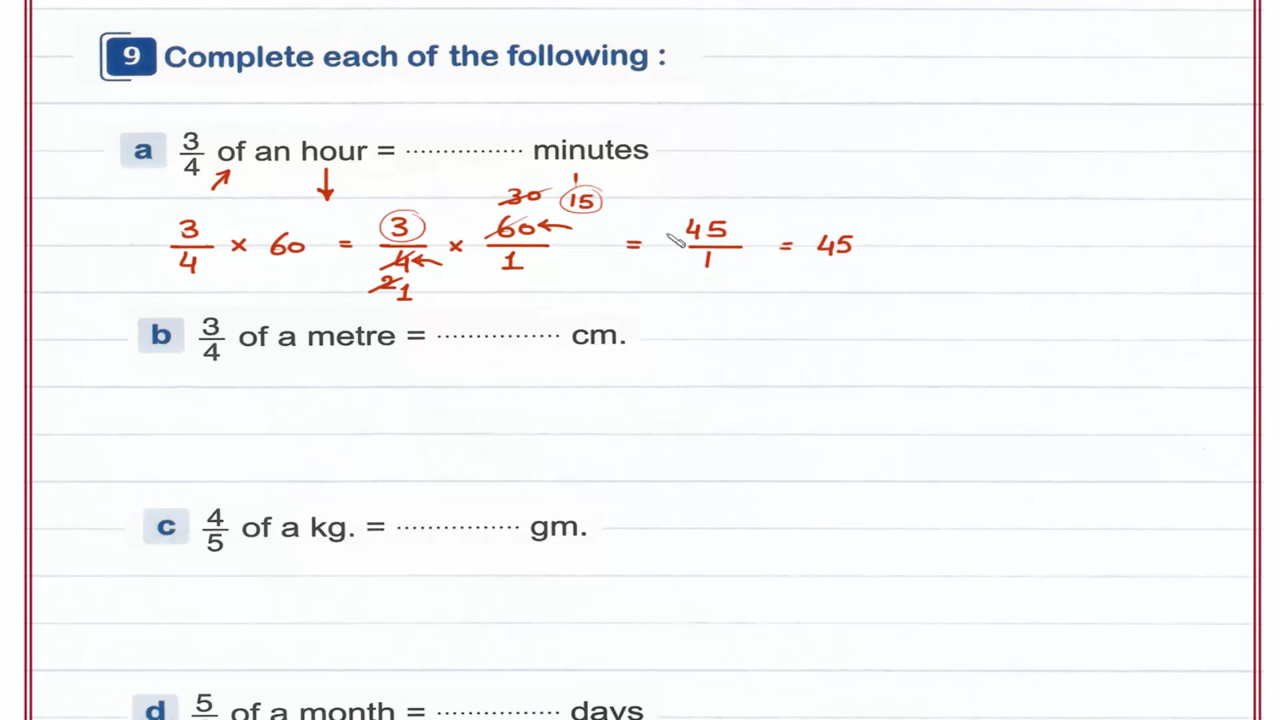 9 Complete each of the following :
a 3/4 of an hour = ................ minutes
30 15
3/4 × 60 = 3/4 × 60/1 = 45/1 = 45
2 1
b 3/4 of a metre = ................ cm.
c 4/5 of a kg. = ................ gm.
d 5 of a month = ................ days